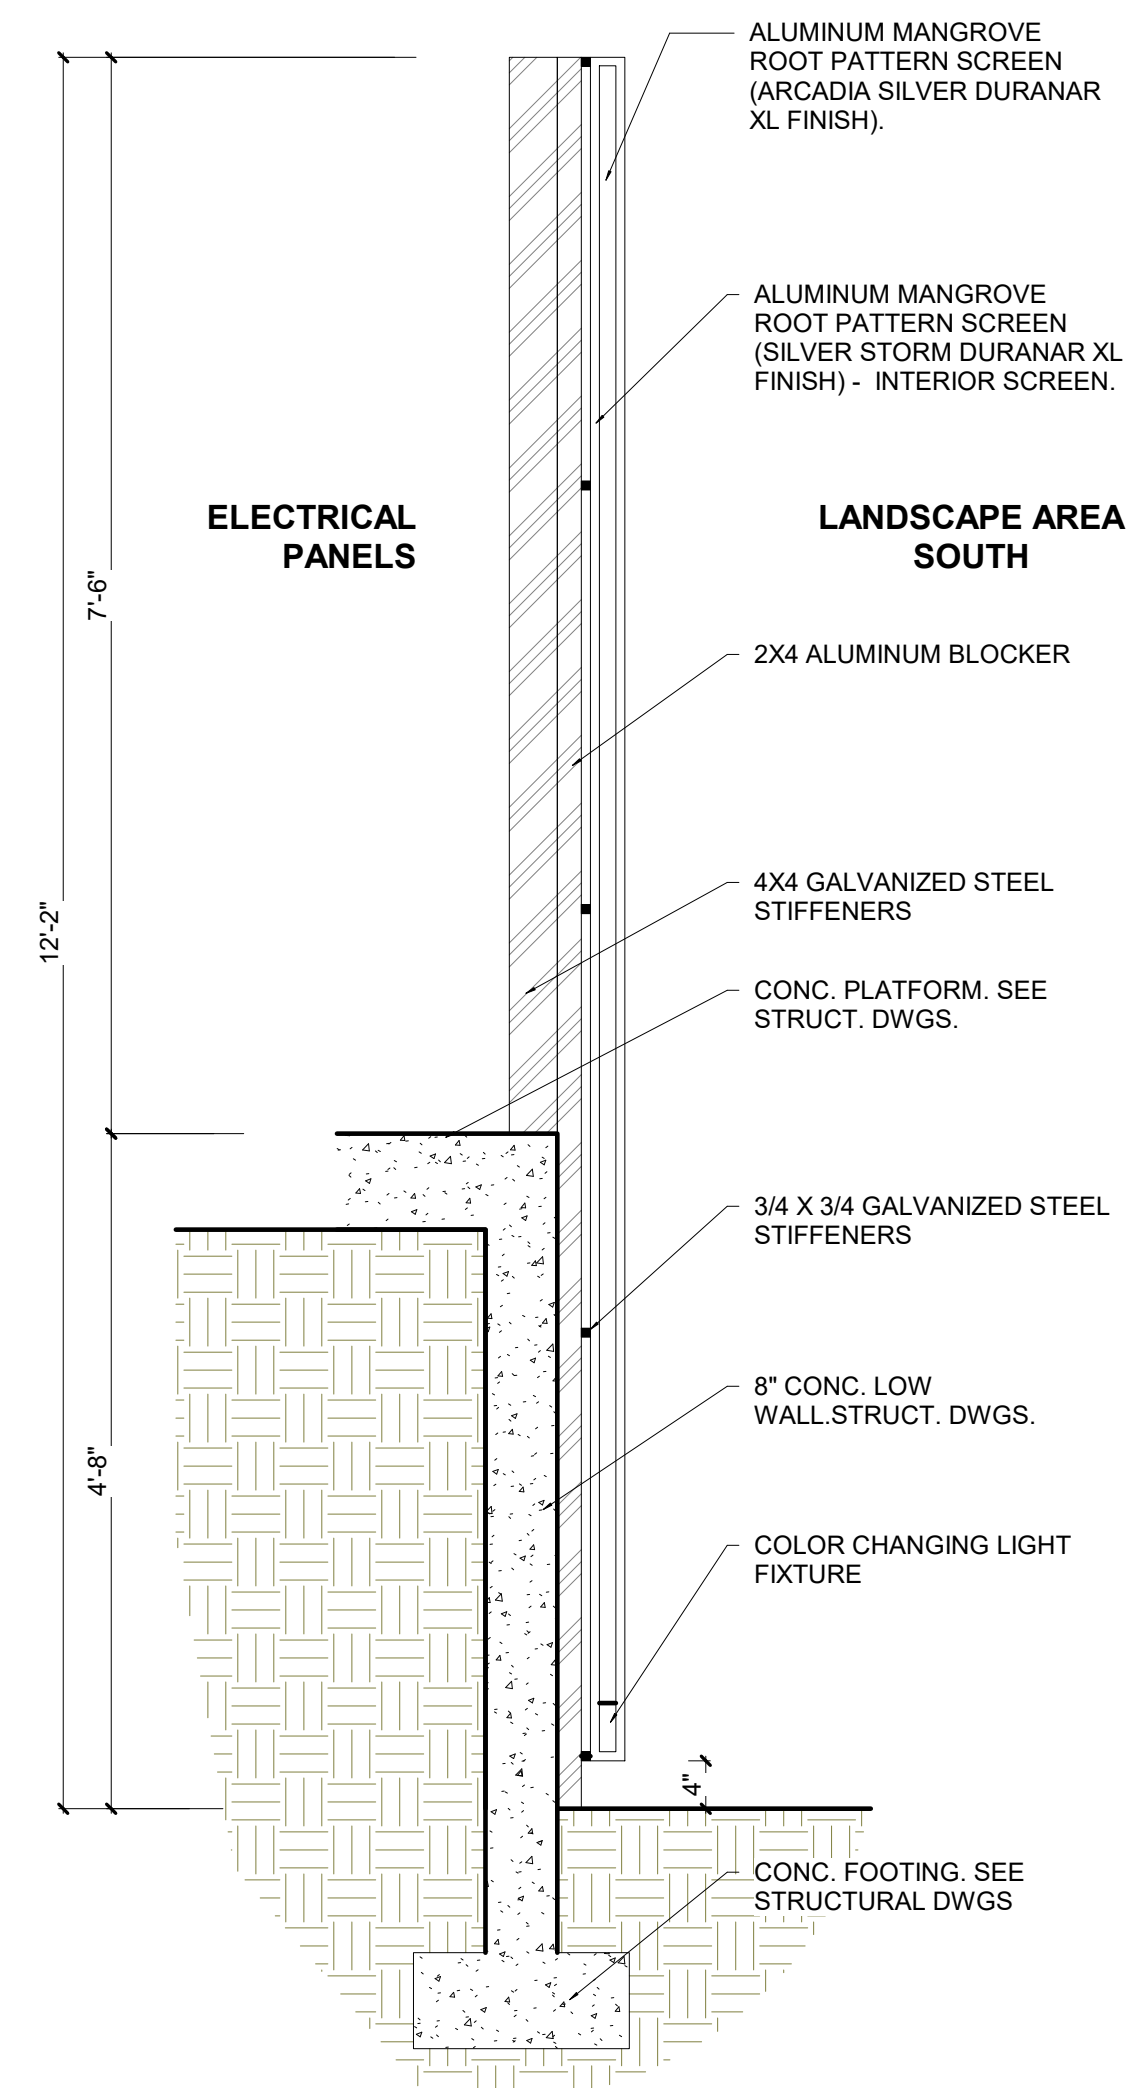 ALUMINUM MANGROVE
ROOT PATTERN SCREEN
(ARCADIA SILVER DURANAR
XL FINISH).
ALUMINUM MANGROVE
ROOT PATTERN SCREEN
(SILVER STORM DURANAR XL
FINISH) - INTERIOR SCREEN.
ELECTRICAL
PANELS
LANDSCAPE AREA
SOUTH
7'-6"
2X4 ALUMINUM BLOCKER
4X4 GALVANIZED STEEL
STIFFENERS
12'-2"
CONC. PLATFORM. SEE
STRUCT. DWGS.
3/4 X 3/4 GALVANIZED STEEL
STIFFENERS
8" CONC. LOW
WALL.STRUCT. DWGS.
4'-8"
COLOR CHANGING LIGHT
FIXTURE
4"
CONC. FOOTING. SEE
STRUCTURAL DWGS